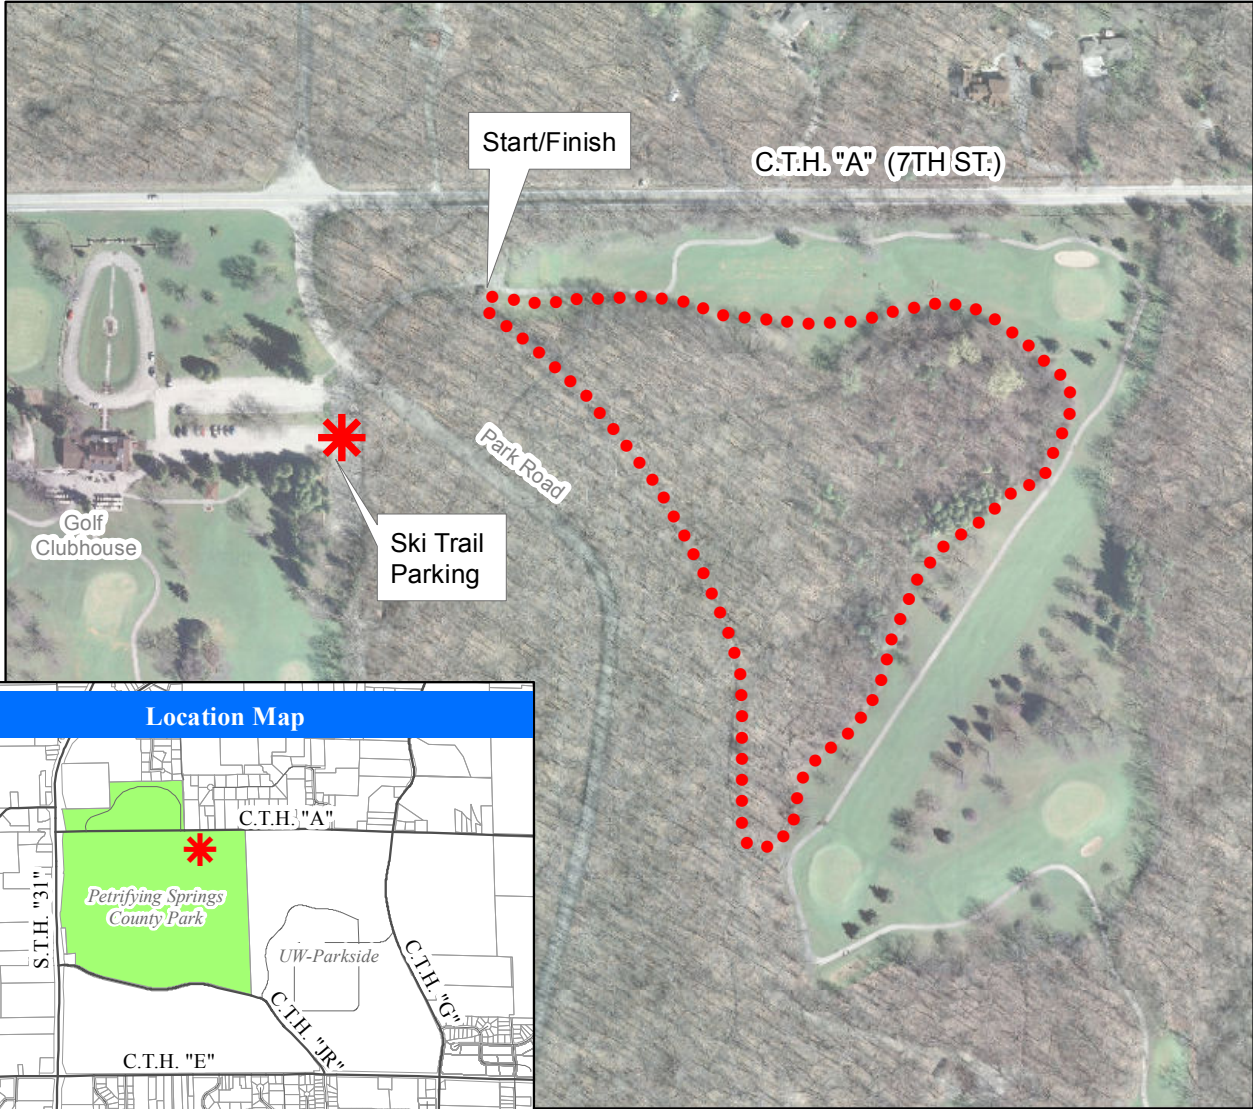 Start/Finish
C.T.H. "A" (7TH ST.)
Park Road
Golf
Clubhouse
Ski Trail
Parking
Location Map
C.T.H. "A"
S.T.H. "31"
Petrifying Springs
County Park
UW-Parkside
C.T.H. "G"
C.T.H. "JR"
C.T.H. "E"